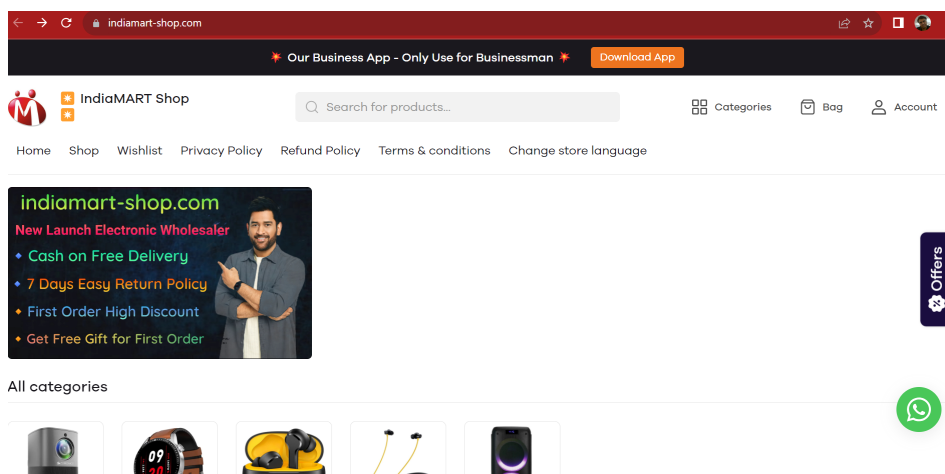 indiamart-shop.com
Our Business App - Only Use for Businessman
Download App
IndiaMART Shop
Search for products...
Categories
Bag
Account
Home
Shop
Wishlist
Privacy Policy
Refund Policy
Terms & conditions
Change store language
indiamart-shop.com
New Launch Electronic Wholesaler
Cash on Free Delivery
7 Days Easy Return Policy
First Order High Discount
Get Free Gift for First Order
Offers
All categories
09